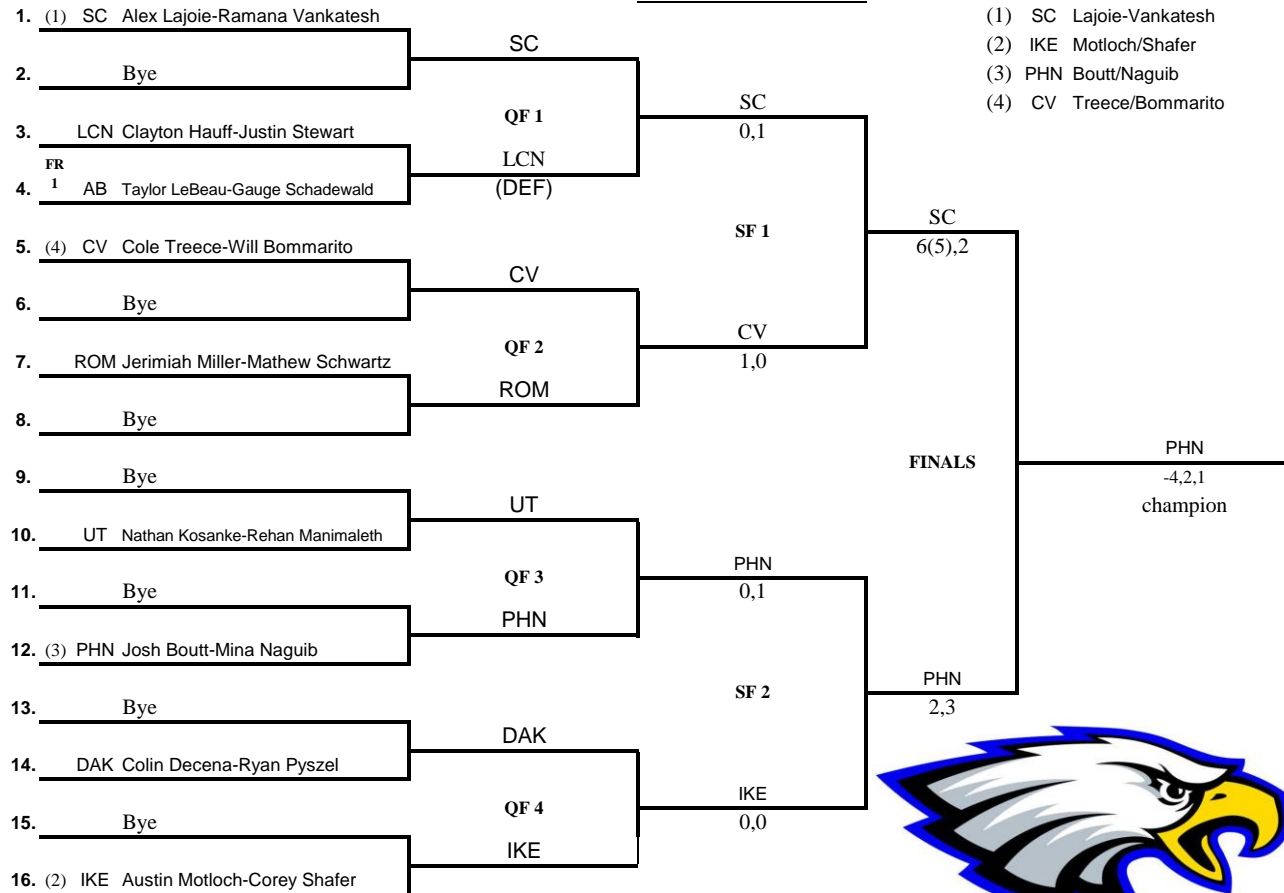 1. (1) SC Alex Lajoie-Ramana Vankatesh
(1) SC Lajoie-Vankatesh
SC
(2) IKE Motloch/Shafer
2. Bye
(3) PHN Boutt/Naguib
SC
(4) CV Treece/Bommarito
QF 1
3. LCN Clayton Hauff-Justin Stewart
0,1
FR
1
LCN
4. AB Taylor LeBeau-Gauge Schadewald
(DEF)
SC
SF 1
5. (4) CV Cole Treece-Will Bommarito
6(5),2
CV
6. Bye
CV
QF 2
7. ROM Jerimiah Miller-Mathew Schwartz
1,0
ROM
8. Bye
FINALS
PHN
9. Bye
-4,2,1
UT
champion
10. UT Nathan Kosanke-Rehan Manimaleth
PHN
QF 3
11. Bye
0,1
PHN
12. (3) PHN Josh Boutt-Mina Naguib
PHN
SF 2
13. Bye
2,3
DAK
14. DAK Colin Decena-Ryan Pyszel
IKE
QF 4
15. Bye
0,0
IKE
16. (2) IKE Austin Motloch-Corey Shafer